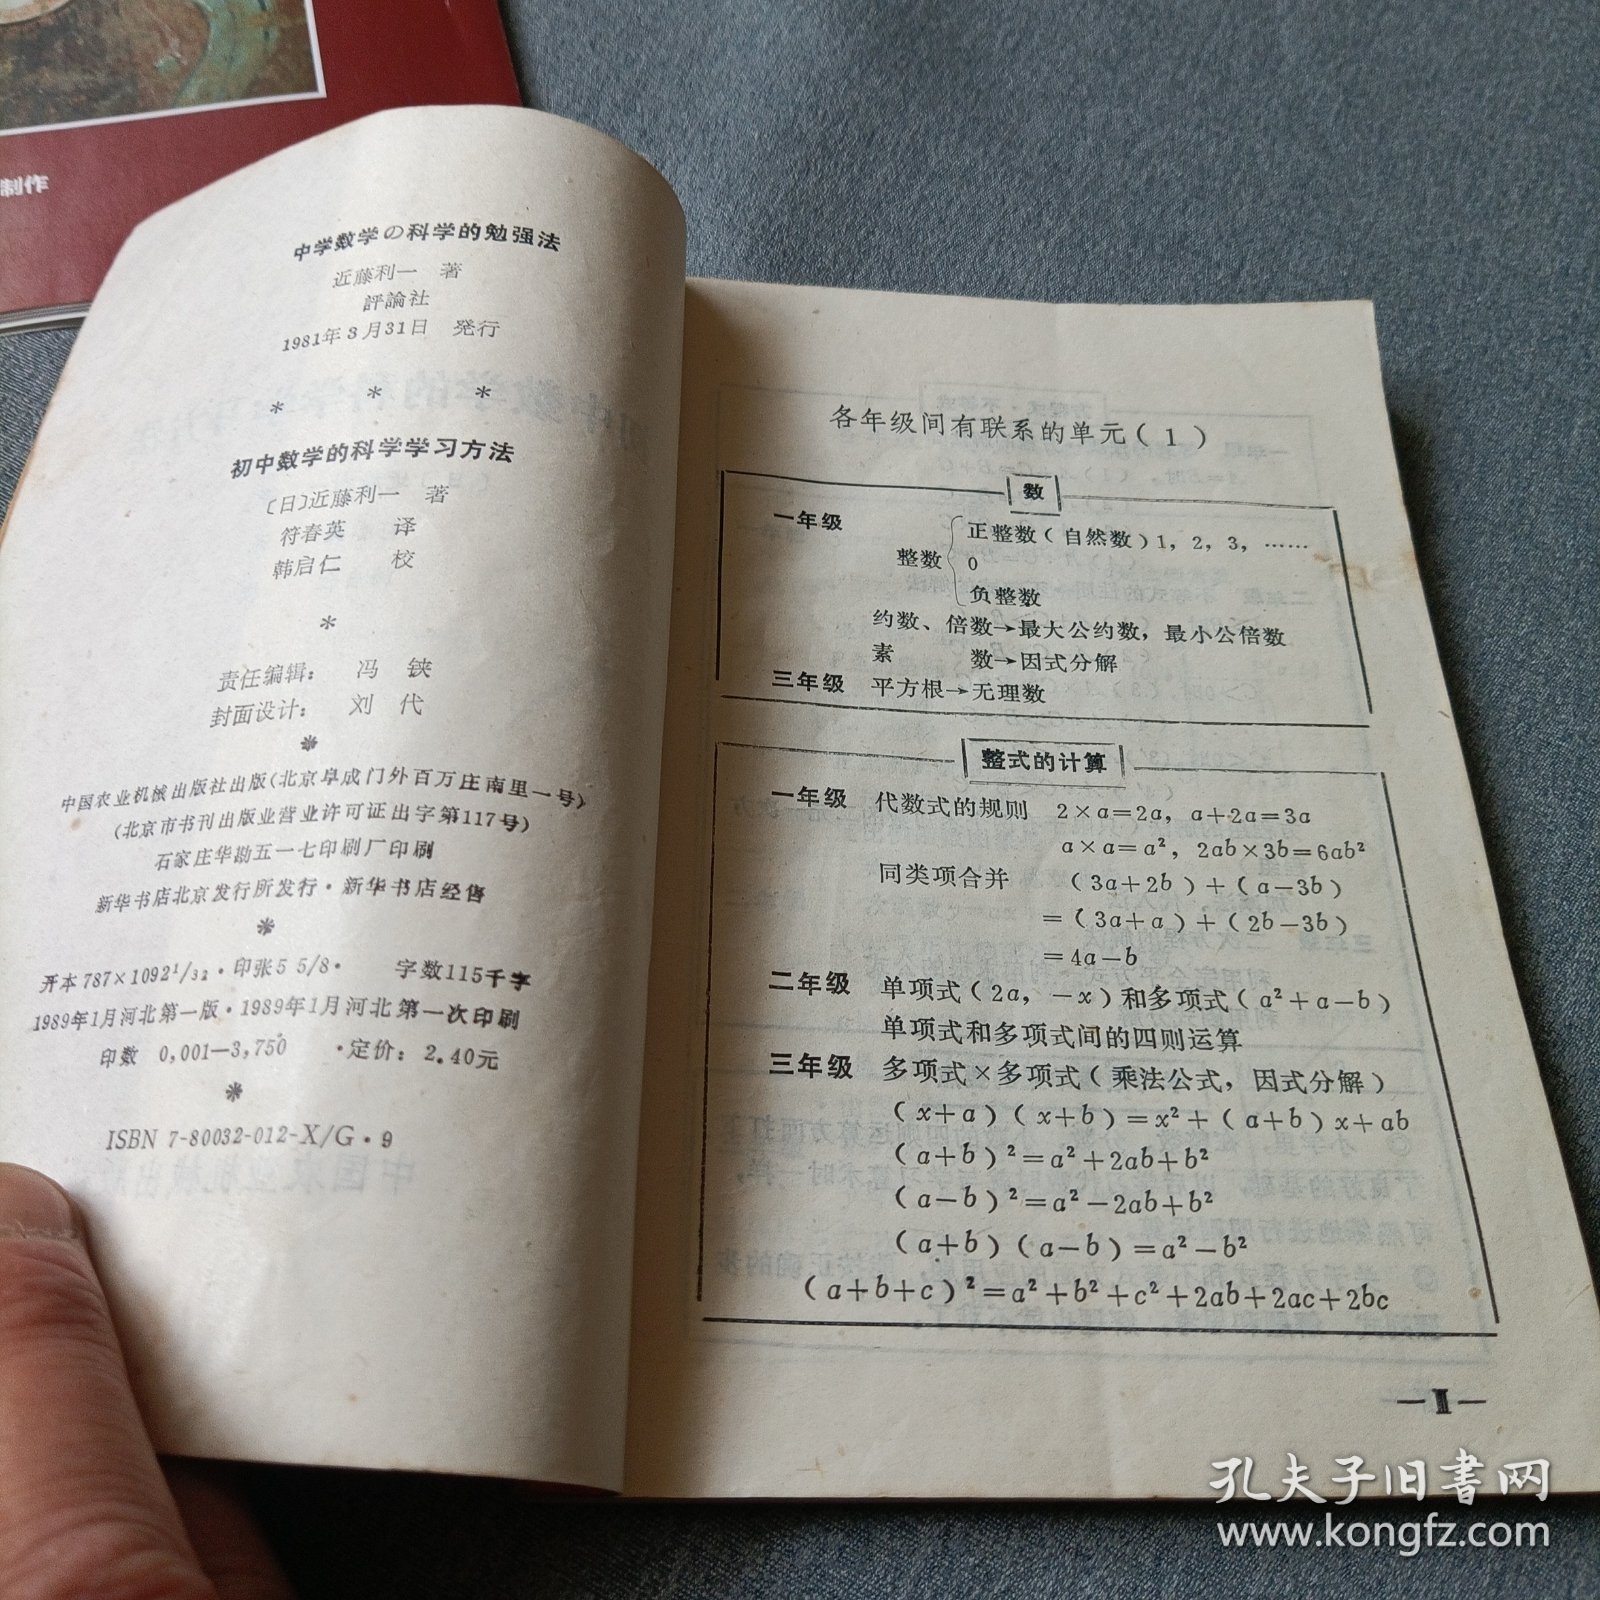 制作
中学数学の科学的勉强法
近藤利一 著
評論社
1981年3月31日 発行
* * *
初中数学的科学学习方法
〔日〕近藤利一 著
符春英 译
韩启仁 校
*
责任编辑： 冯 铗
封面设计： 刘 代
*
中国农业机械出版社出版(北京阜成门外百万庄南里一号)
(北京市书刊出版业营业许可证出字第117号)
石家庄华勘五一七印刷厂印刷
新华书店北京发行所发行·新华书店经售
*
开本 787×1092¹/₃₂·印张5 5/8· 字数115千字
1989年1月河北第一版·1989年1月河北第一次印刷
印数 0,001—3,750 ·定价：2.40元
*
ISBN 7-80032-012-X/G·9
各年级间有联系的单元(1)
数
一年级
整数
正整数(自然数)1，2，3，……
0
负整数
约数、倍数→最大公约数，最小公倍数
素 数→因式分解
三年级 平方根→无理数
整式的计算
一年级 代数式的规则 2×a=2a, a+2a=3a
a×a=a², 2ab×3b=6ab²
同类项合并 (3a+2b)+(a-3b)
=(3a+a)+(2b-3b)
=4a-b
二年级 单项式(2a, -x)和多项式(a²+a-b)
单项式和多项式间的四则运算
三年级 多项式×多项式(乘法公式，因式分解)
(x+a)(x+b)=x²+(a+b)x+ab
(a+b)²=a²+2ab+b²
(a-b)²=a²-2ab+b²
(a+b)(a-b)=a²-b²
(a+b+c)²=a²+b²+c²+2ab+2ac+2bc
孔夫子旧书网
www.kongfz.com